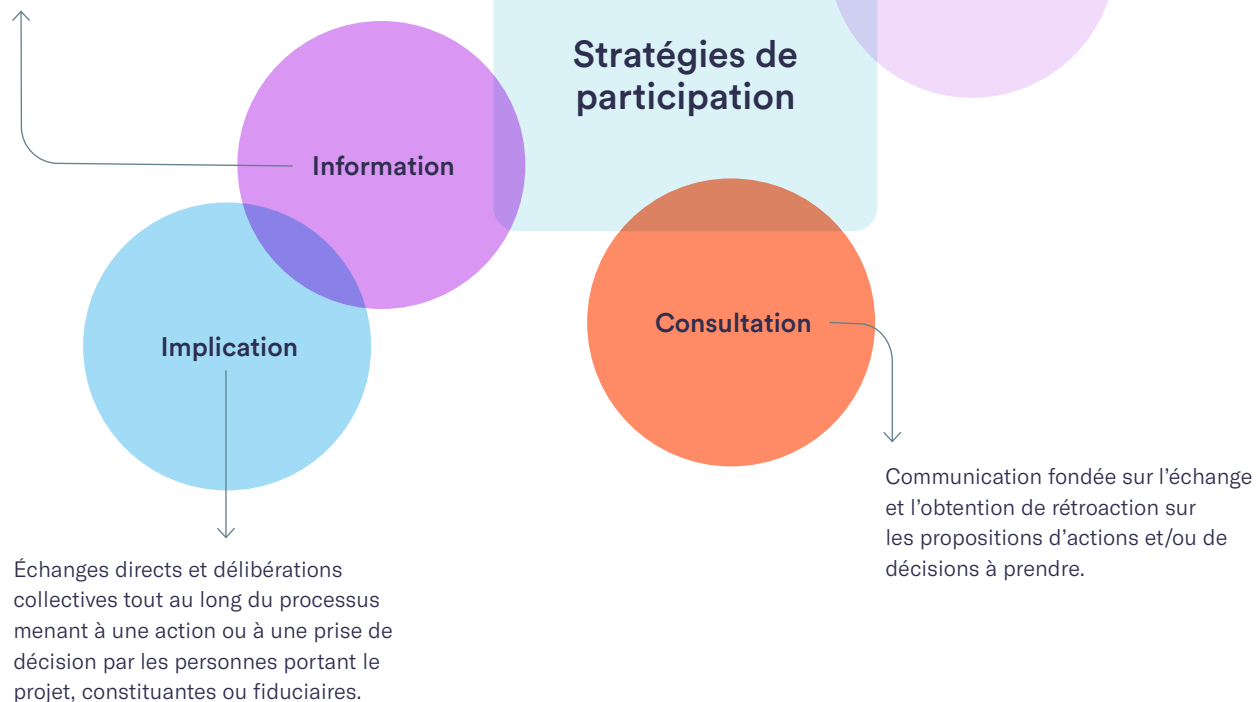 Stratégies de
participation
Information
Implication
Consultation
Communication fondée sur l’échange
et l’obtention de rétroaction sur
les propositions d’actions et/ou de
décisions à prendre.
Échanges directs et délibérations
collectives tout au long du processus
menant à une action ou à une prise de
décision par les personnes portant le
projet, constituantes ou fiduciaires.